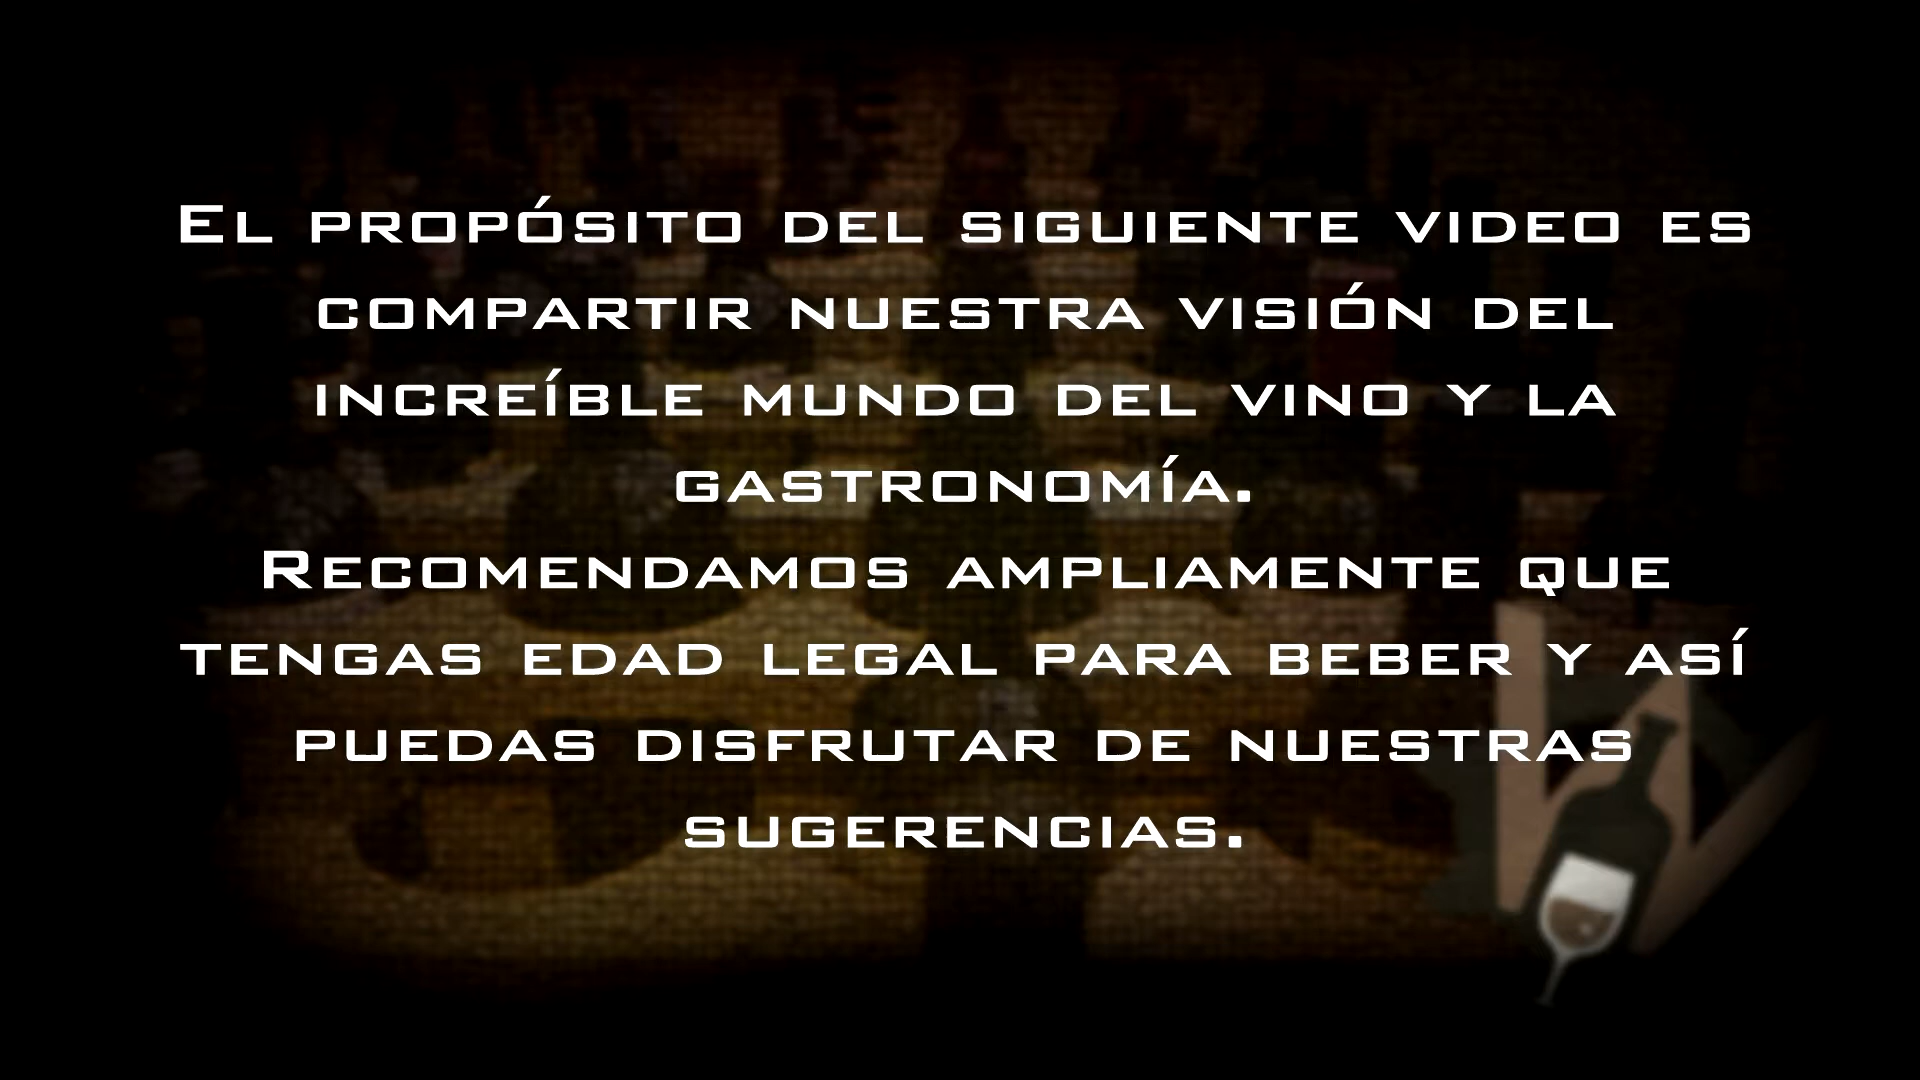 El propósito del siguiente video es
compartir nuestra visión del
increíble mundo del vino y la
gastronomía.
Recomendamos ampliamente que
tengas edad legal para beber y así
puedas disfrutar de nuestras
sugerencias.